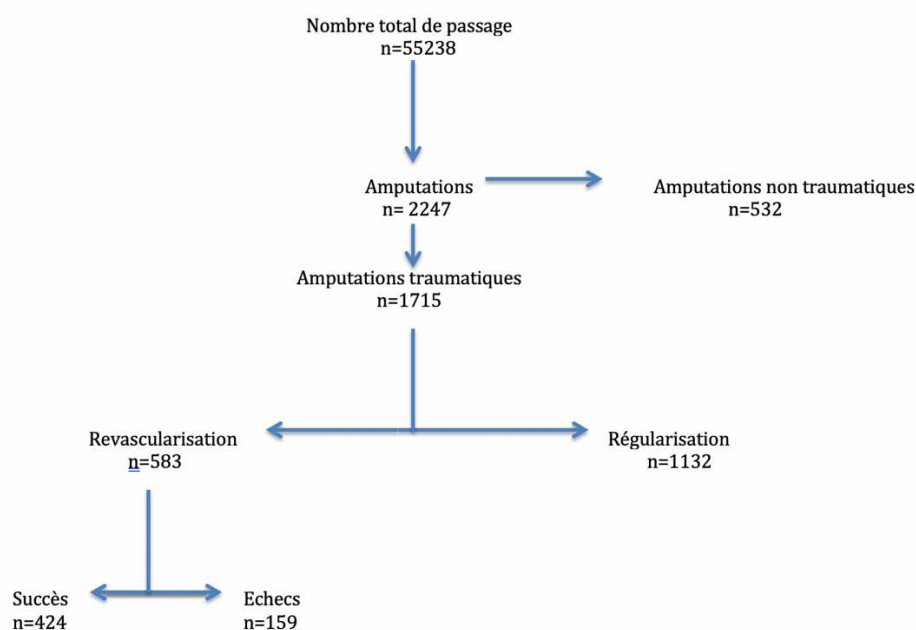 Nombre total de passage
n=55238
Amputations
n= 2247
Amputations non traumatiques
n=532
Amputations traumatiques
n=1715
Revascularisation
n=583
Régularisation
n=1132
Succès
n=424
Echecs
n=159